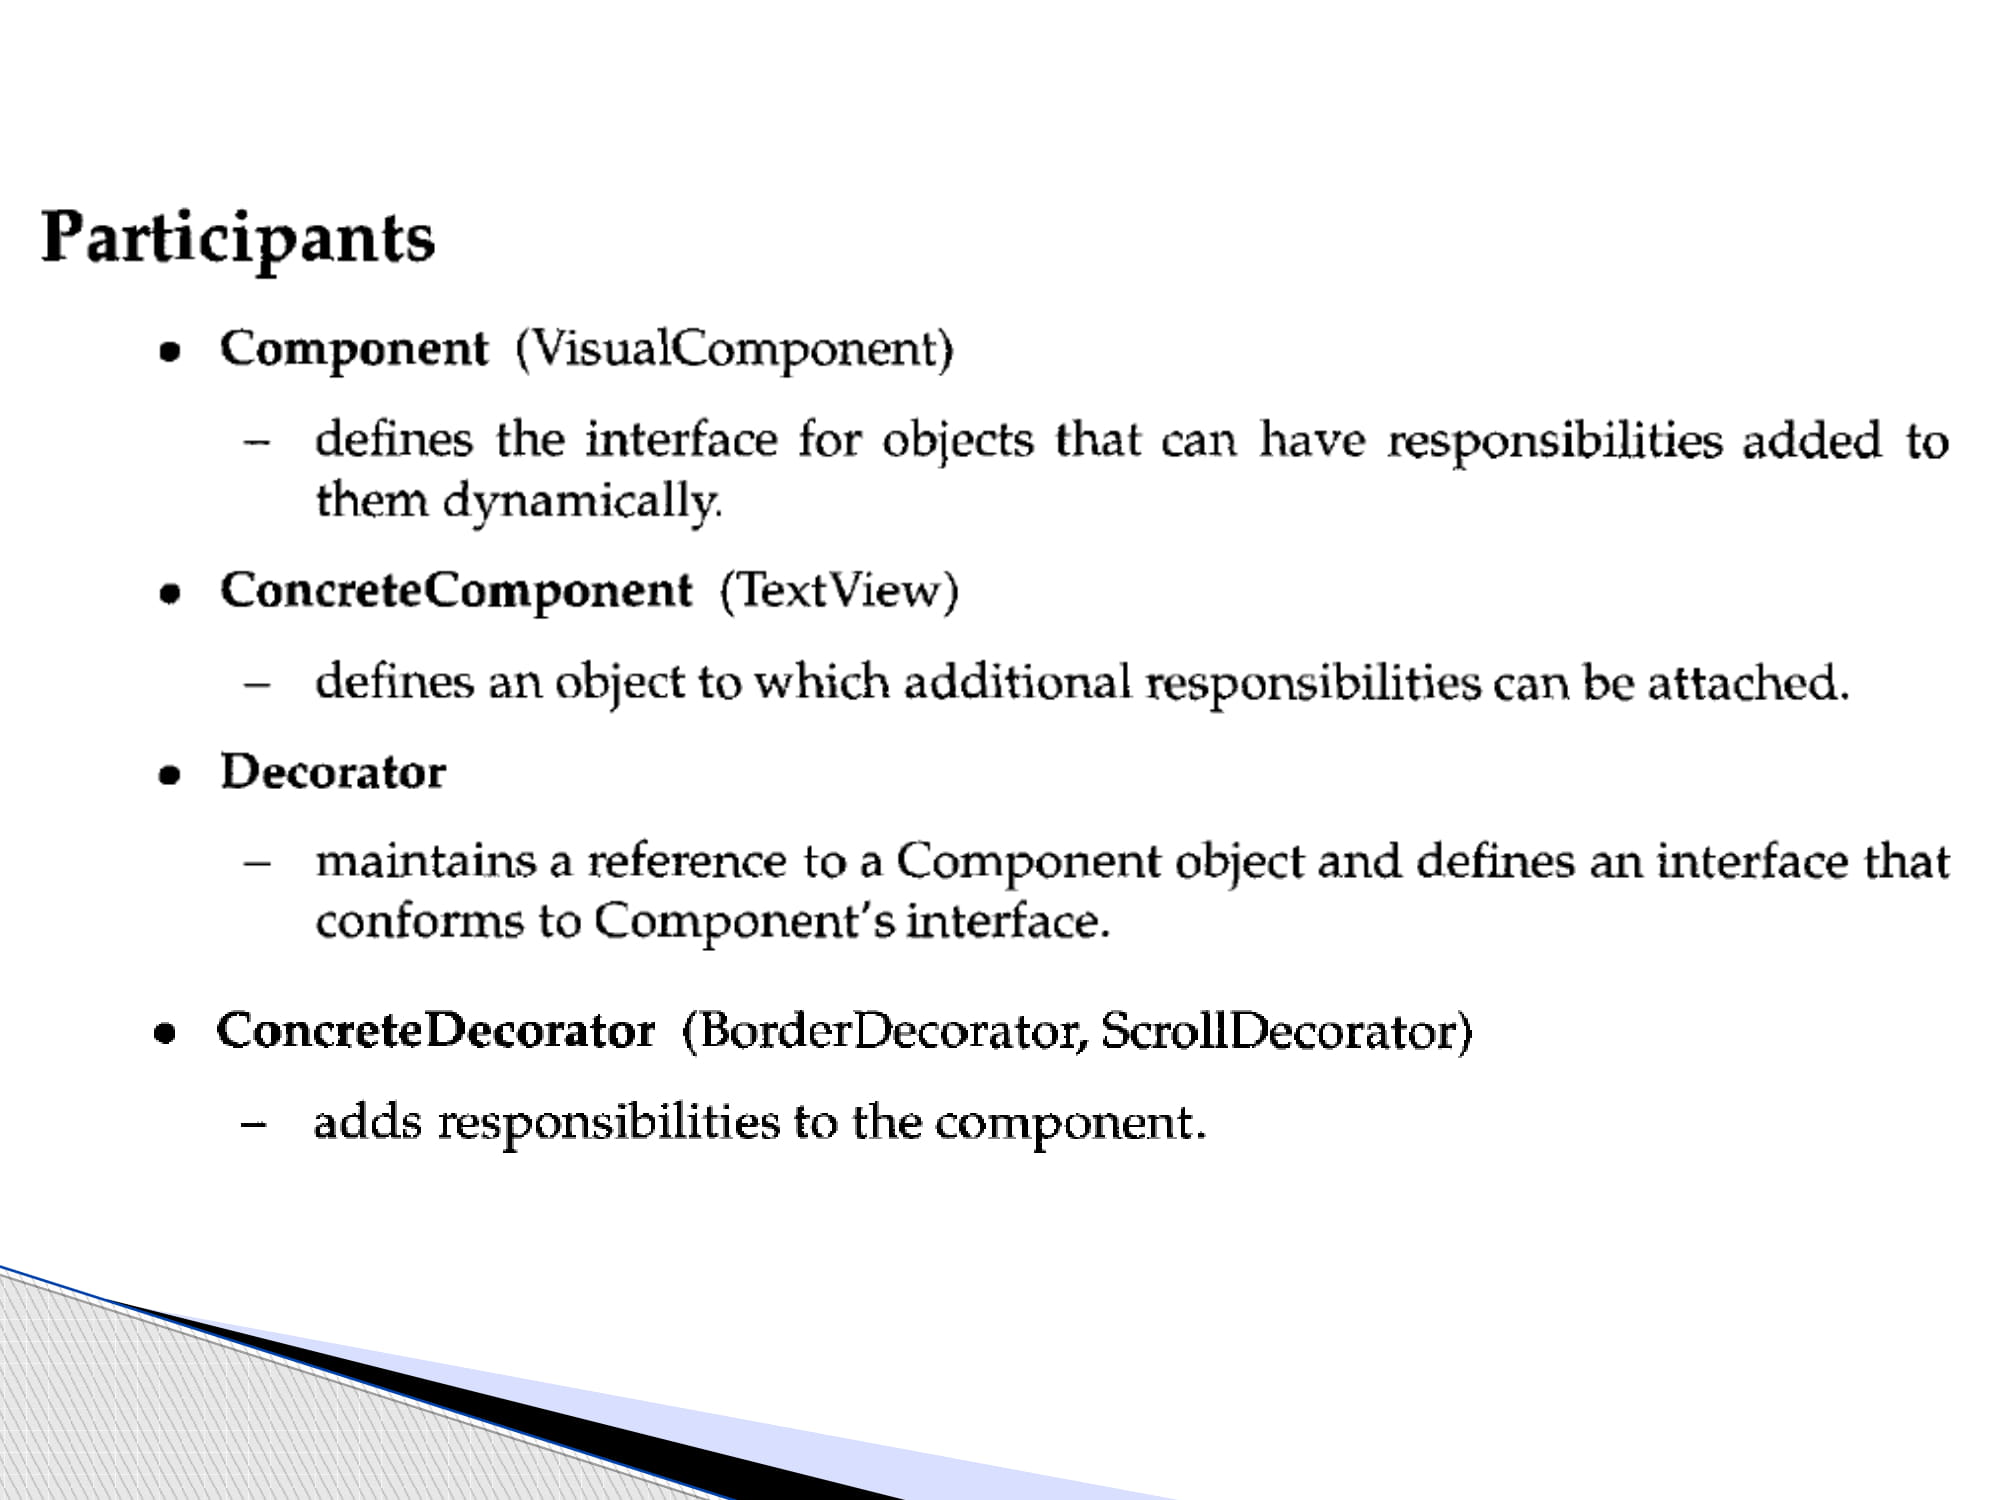 Participants
• Component (VisualComponent)
– defines the interface for objects that can have responsibilities added to
them dynamically.
• ConcreteComponent (TextView)
– defines an object to which additional responsibilities can be attached.
• Decorator
– maintains a reference to a Component object and defines an interface that
conforms to Component's interface.
• ConcreteDecorator (BorderDecorator, ScrollDecorator)
– adds responsibilities to the component.